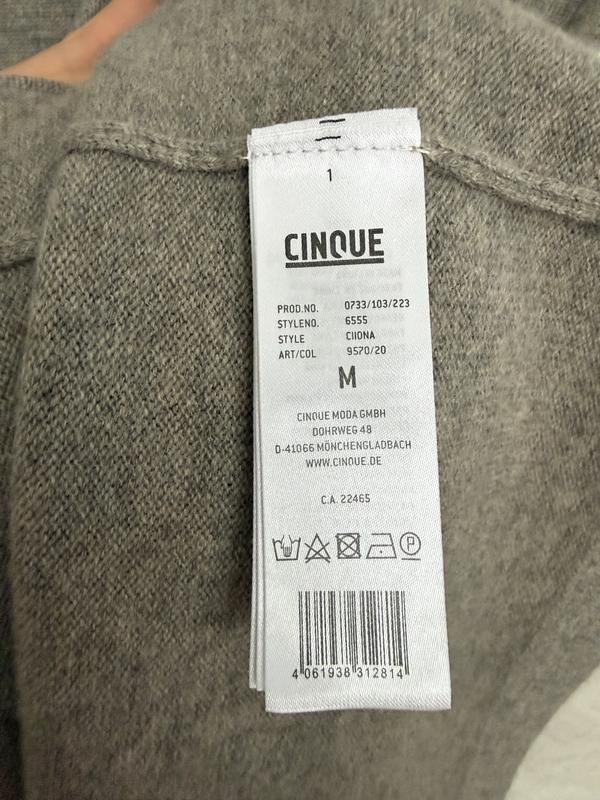 1
CINQUE
PROD.NO. 0733/103/223
STYLENO. 6555
STYLE CIIONA
ART/COL 9570/20
M
CINQUE MODA GMBH
DOHRWEG 48
D-41066 MÖNCHENGLADBACH
WWW.CINQUE.DE
C.A. 22465
P
4 061938 312814